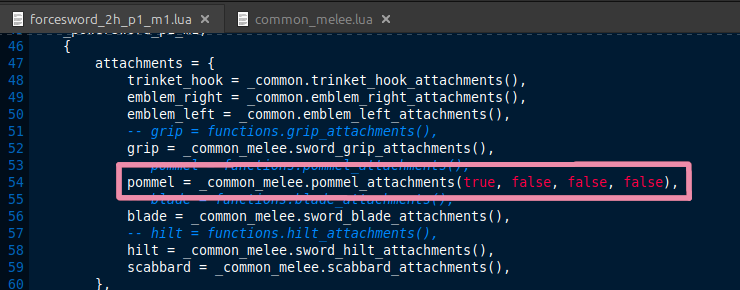 forcesword_2h_p1_m1.lua
common_melee.lua
46 {
47 attachments = {
48 trinket_hook = _common.trinket_hook_attachments(),
49 emblem_right = _common.emblem_right_attachments(),
50 emblem_left = _common.emblem_left_attachments(),
51 -- grip = functions.grip_attachments(),
52 grip = _common_melee.sword_grip_attachments(),
53 -- pommel = functions.pommel_attachments(),
54 pommel = _common_melee.pommel_attachments(true, false, false, false),
55 -- blade = functions.blade_attachments(),
56 blade = _common_melee.sword_blade_attachments(),
57 -- hilt = functions.hilt_attachments(),
58 hilt = _common_melee.sword_hilt_attachments(),
59 scabbard = _common_melee.scabbard_attachments(),
60 },